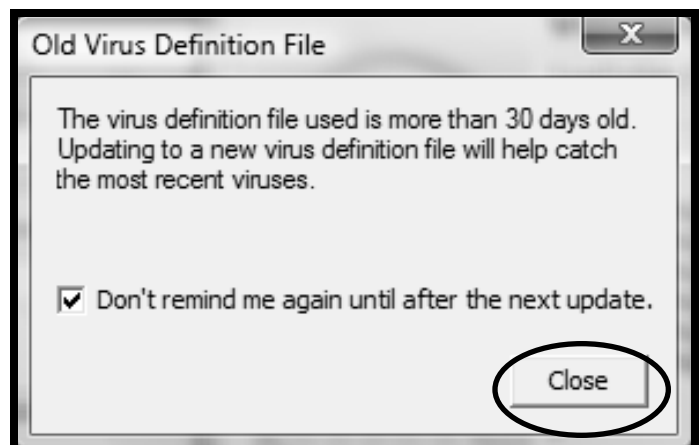 Old Virus Definition File
The virus definition file used is more than 30 days old.
Updating to a new virus definition file will help catch
the most recent viruses.
Don't remind me again until after the next update.
Close